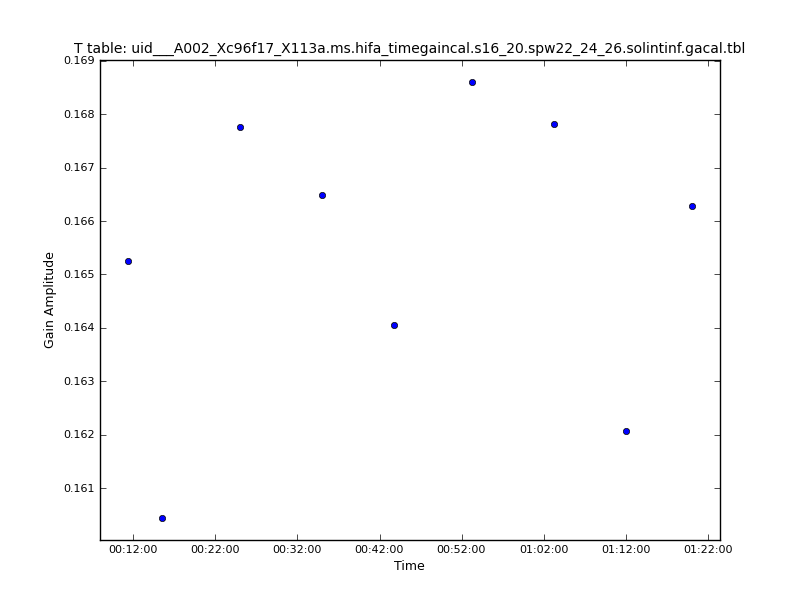 T table: uid___A002_Xc96f17_X113a.ms.hifa_timegaincal.s16_20.spw22_24_26.solintinf.gacal.tbl
0.169
0.168
0.167
0.166
0.165
0.164
0.163
0.162
0.161
Gain Amplitude
00:12:00 00:22:00 00:32:00 00:42:00 00:52:00 01:02:00 01:12:00 01:22:00
Time